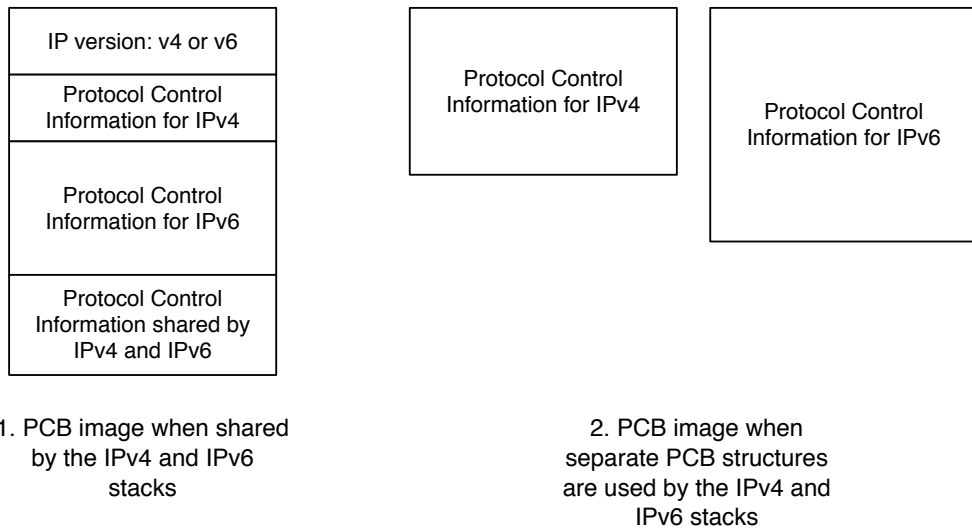 IP version: v4 or v6
Protocol Control
Information for IPv4
Protocol Control
Information for IPv6
Protocol Control
Information shared by
IPv4 and IPv6
Protocol Control
Information for IPv4
Protocol Control
Information for IPv6
1. PCB image when shared
by the IPv4 and IPv6
stacks
2. PCB image when
separate PCB structures
are used by the IPv4 and
IPv6 stacks